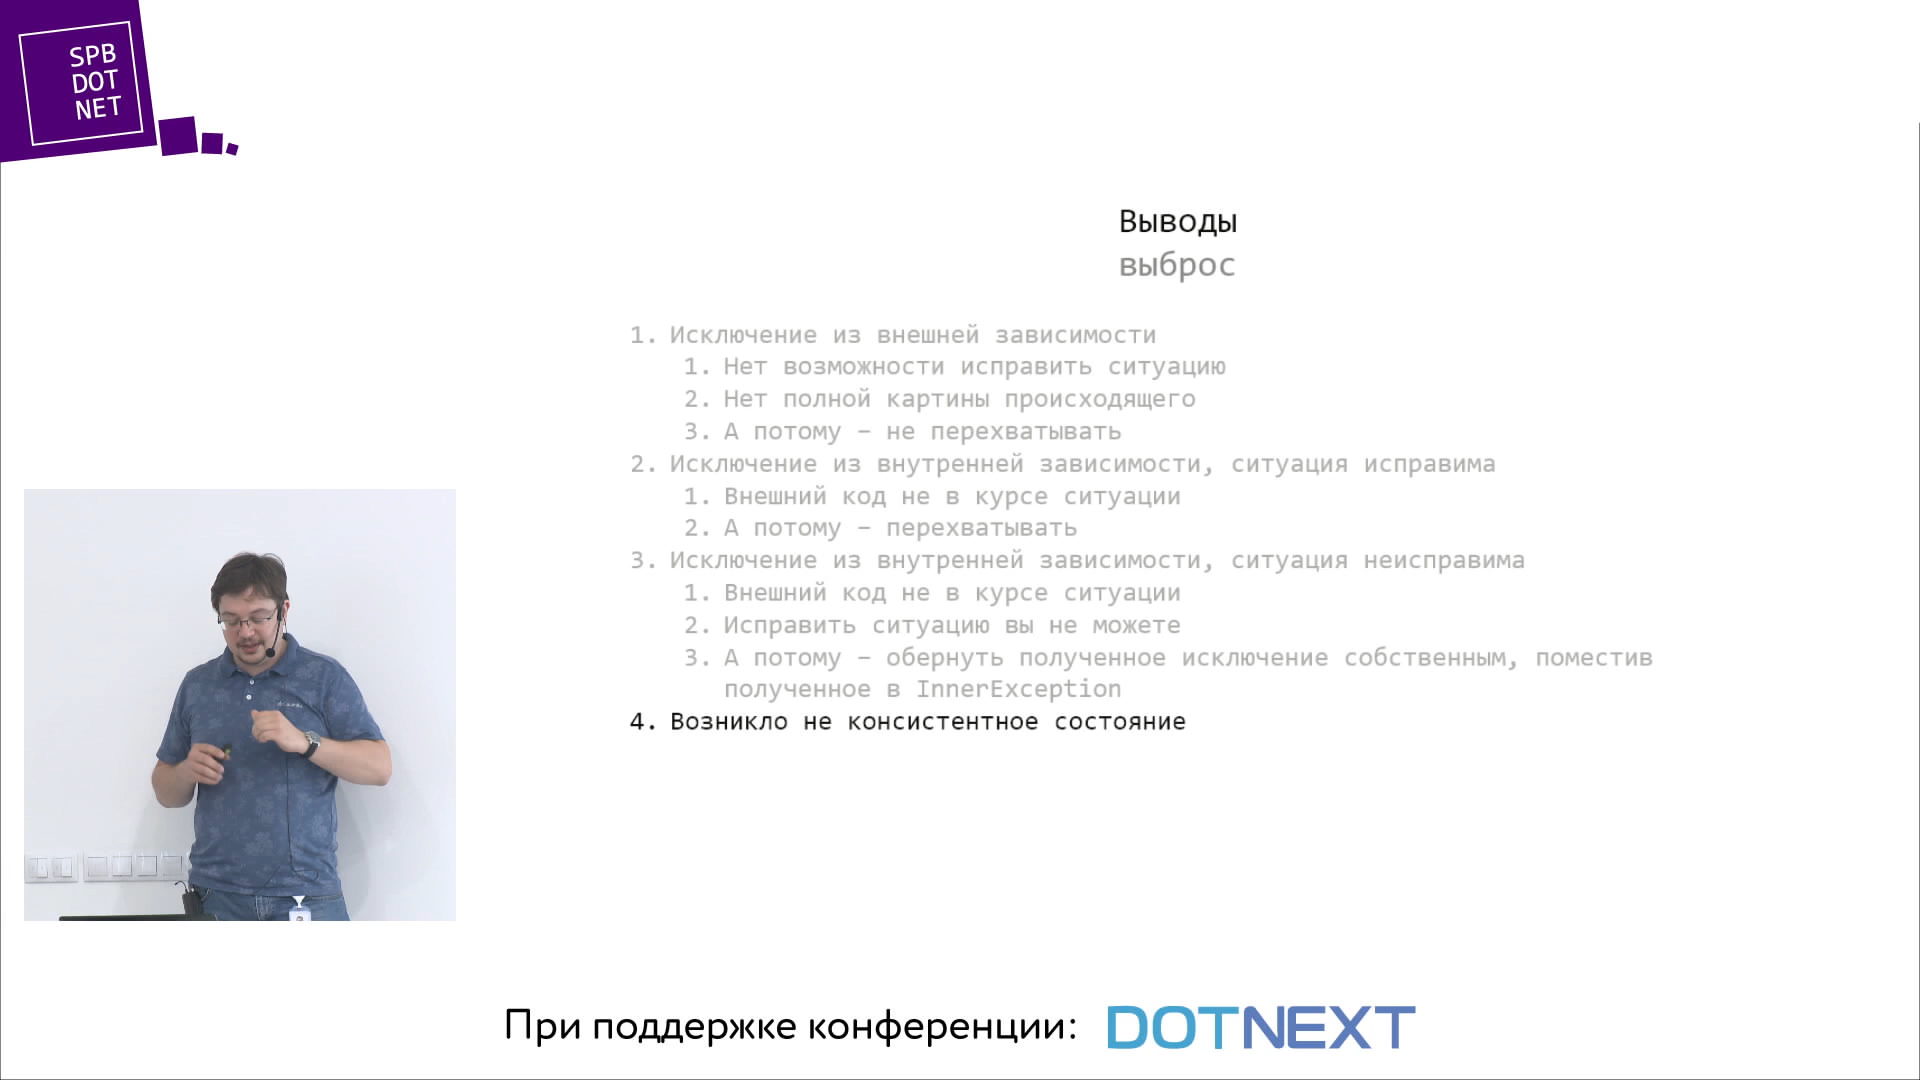 SPB
DOT
NET
Выводы
выброс
1. Исключение из внешней зависимости
1. Нет возможности исправить ситуацию
2. Нет полной картины происходящего
3. А потому – не перехватывать
2. Исключение из внутренней зависимости, ситуация исправима
1. Внешний код не в курсе ситуации
2. А потому – перехватывать
3. Исключение из внутренней зависимости, ситуация неисправима
1. Внешний код не в курсе ситуации
2. Исправить ситуацию вы не можете
3. А потому – обернуть полученное исключение собственным, поместив
полученное в InnerException
4. Возникло не консистентное состояние
При поддержке конференции: DOTNEXT